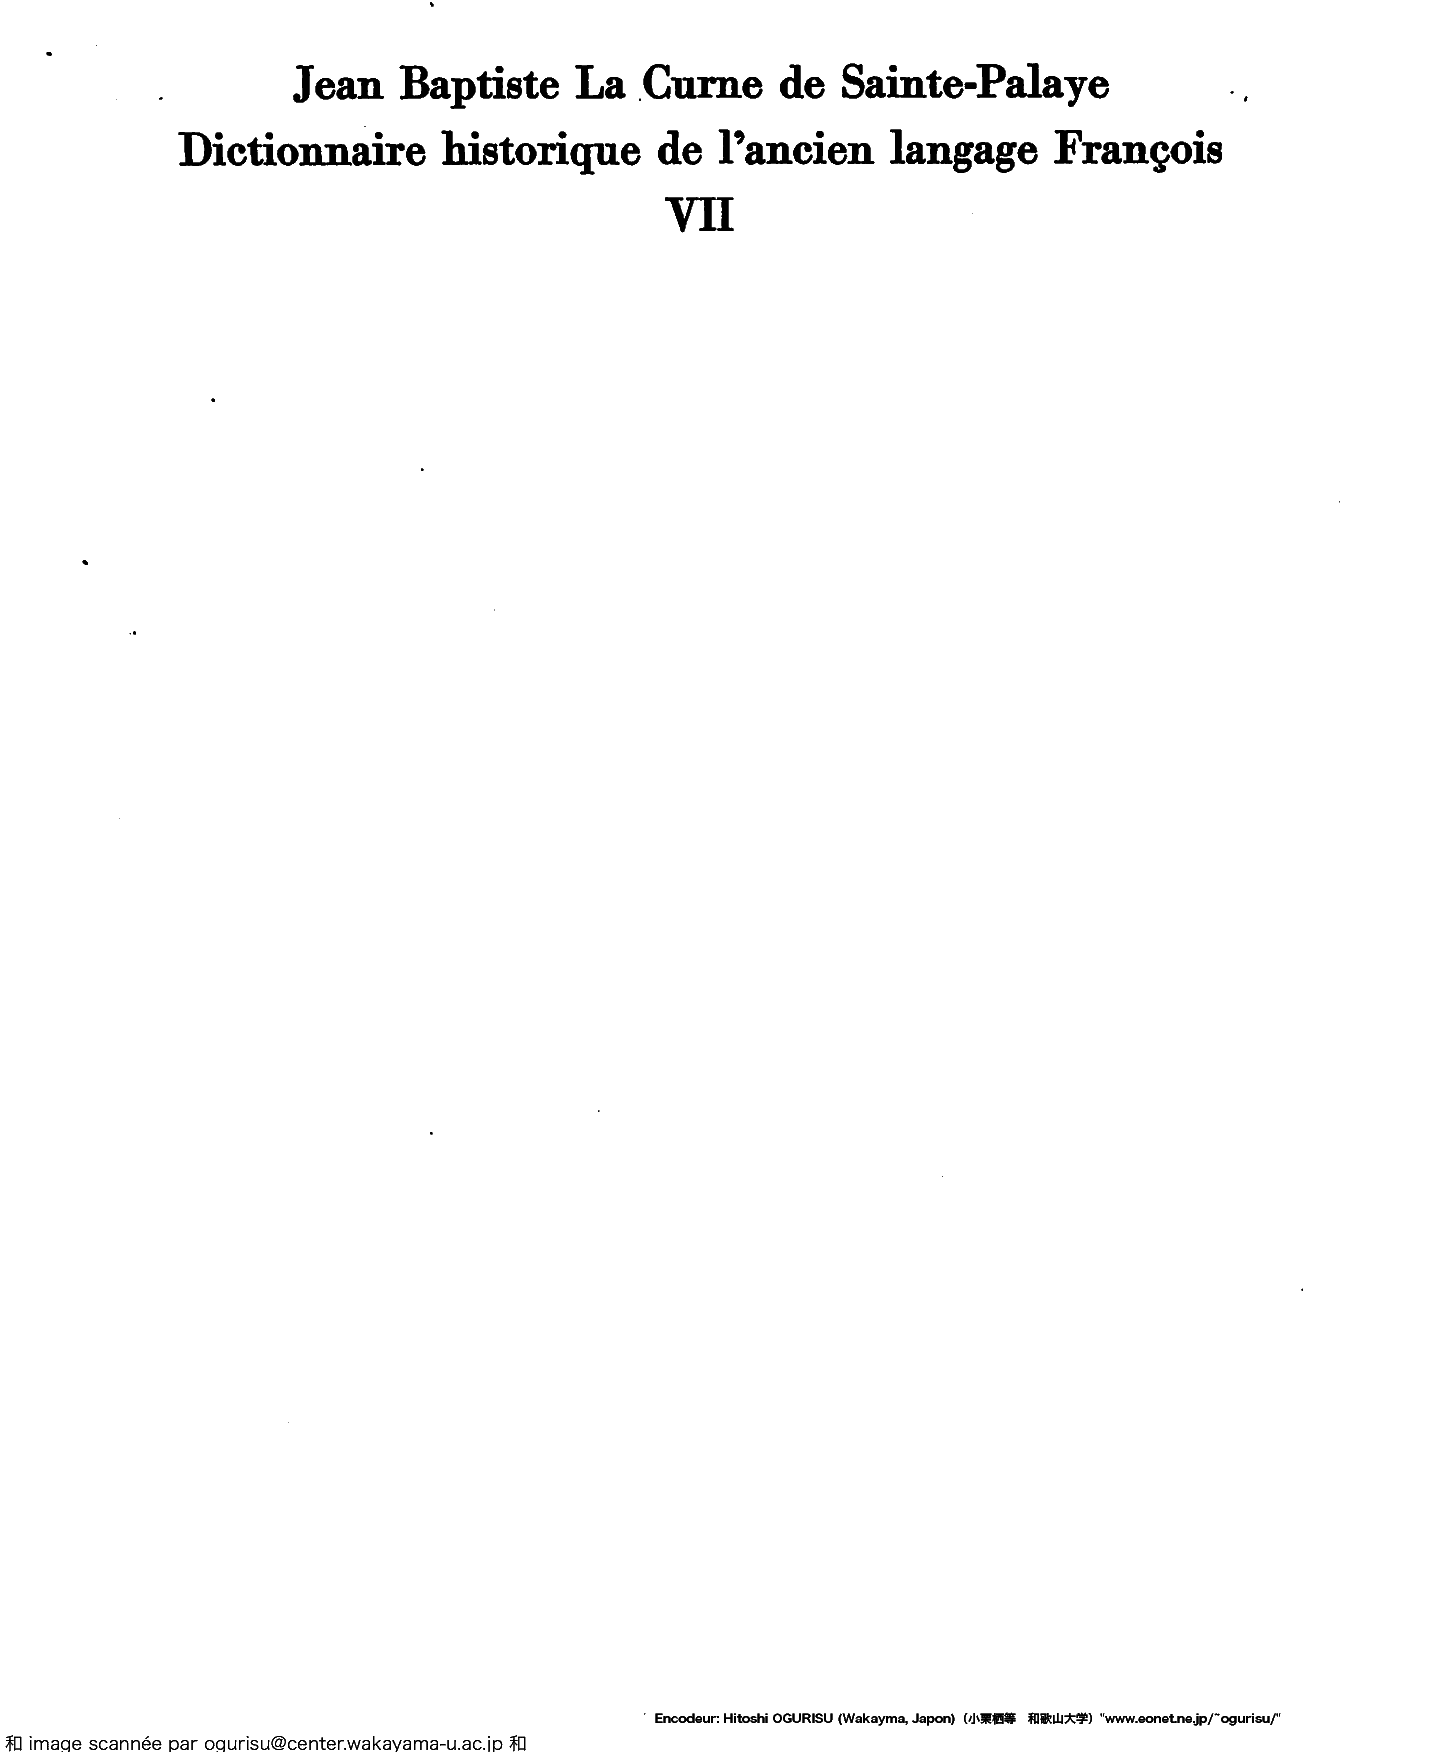 Jean Baptiste La Curne de Sainte-Palaye
Dictionnaire historique de l'ancien langage François
VII
Encodeur: Hitoshi OGURISU (Wakayma, Japon) (小栗栖等 和歌山大学) "www.eonet.ne.jp/~ogurisu/"
和 image scannée par ogurisu@center.wakayama-u.ac.jp 和